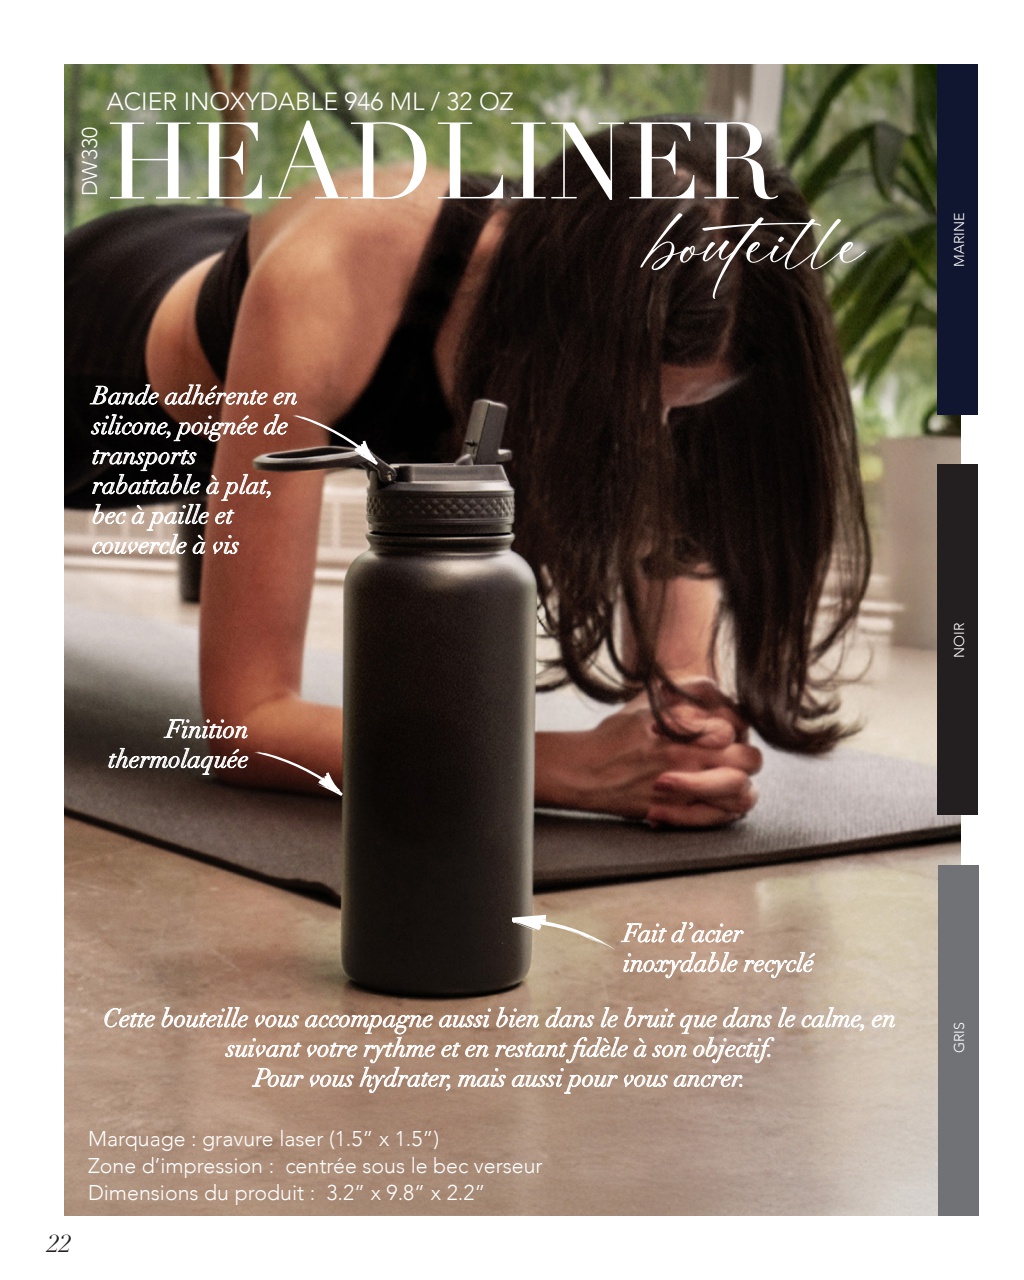 ACIER INOXYDABLE 946 ML / 32 OZ
DW330
HEADLINER
bouteille
MARINE
Bande adhérente en
silicone, poignée de
transports
rabattable à plat,
bec à paille et
couvercle à vis
NOIR
Finition
thermolaquée
Fait d’acier
inoxydable recyclé
GRIS
Cette bouteille vous accompagne aussi bien dans le bruit que dans le calme, en
suivant votre rythme et en restant fidèle à son objectif.
Pour vous hydrater, mais aussi pour vous ancrer.
Marquage : gravure laser (1.5” x 1.5”)
Zone d’impression :  centrée sous le bec verseur
Dimensions du produit :  3.2” x 9.8” x 2.2”
22